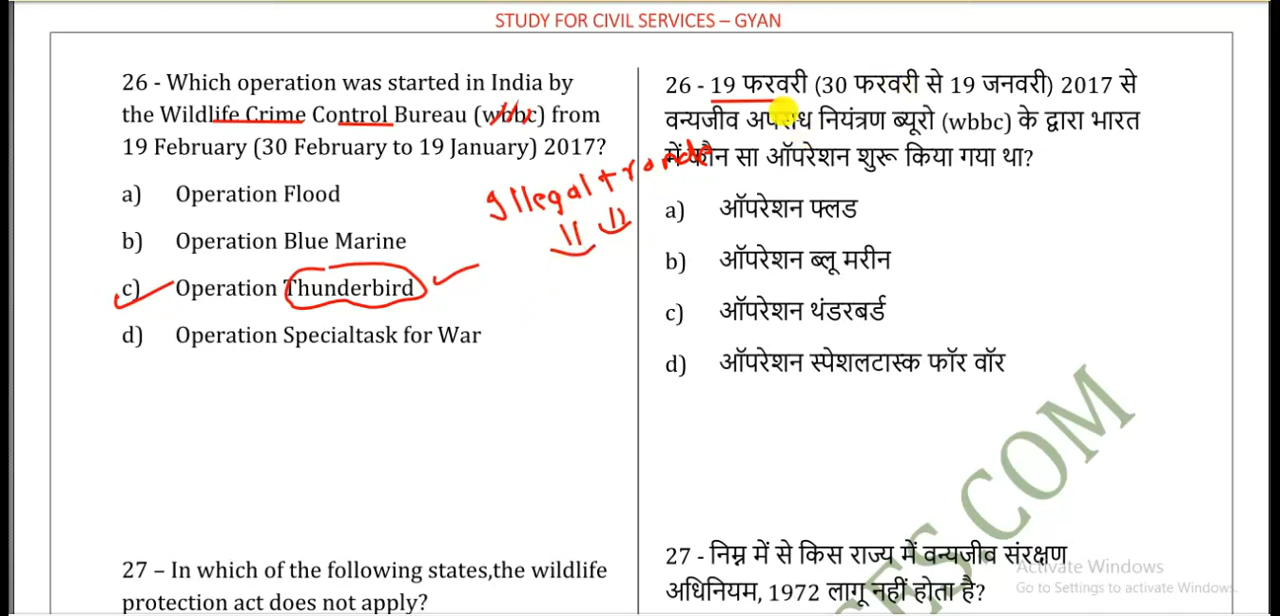 STUDY FOR CIVIL SERVICES – GYAN
26 - Which operation was started in India by
the Wildlife Crime Control Bureau (wbbc) from
19 February (30 February to 19 January) 2017?
a) Operation Flood
b) Operation Blue Marine
c) Operation Thunderbird
d) Operation Specialtask for War
Illegal trande
27 – In which of the following states,the wildlife
protection act does not apply?
26 - 19 फरवरी (30 फरवरी से 19 जनवरी) 2017 से
वन्यजीव अपराध नियंत्रण ब्यूरो (wbbc) के द्वारा भारत
में कौन सा ऑपरेशन शुरू किया गया था?
a) ऑपरेशन फ्लड
b) ऑपरेशन ब्लू मरीन
c) ऑपरेशन थंडरबर्ड
d) ऑपरेशन स्पेशलटास्क फॉर वॉर
27 - निम्न में से किस राज्य में वन्यजीव संरक्षण
अधिनियम, 1972 लागू नहीं होता है?
ES.COM
Activate Windows
Go to Settings to activate Windows.